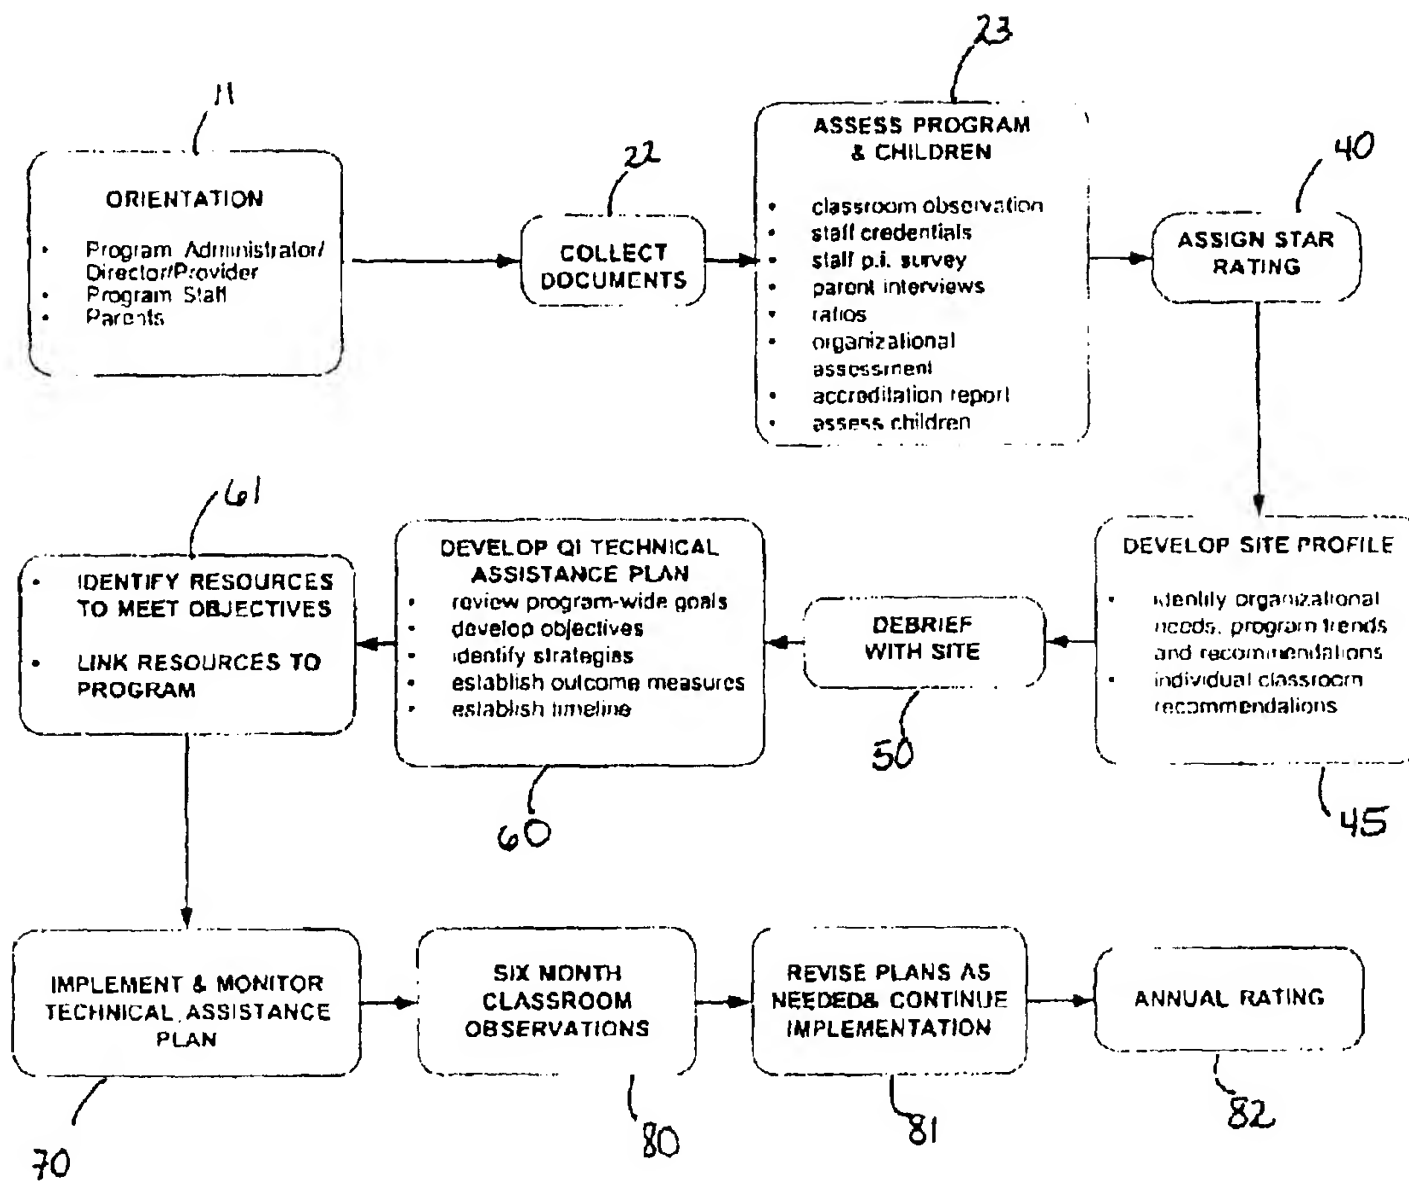 11
ORIENTATION
• Program Administrator/
Director/Provider
• Program Staff
• Parents
22
COLLECT
DOCUMENTS
23
ASSESS PROGRAM
& CHILDREN
• classroom observation
• staff credentials
• staff p.i. survey
• parent interviews
• ratios
• organizational
assessment
• accreditation report
• assess children
40
ASSIGN STAR
RATING
DEVELOP SITE PROFILE
• identify organizational
needs, program trends
and recommendations
• individual classroom
recommendations
45
DEBRIEF
WITH SITE
50
DEVELOP QI TECHNICAL
ASSISTANCE PLAN
• review program-wide goals
• develop objectives
• identify strategies
• establish outcome measures
• establish timeline
60
61
• IDENTIFY RESOURCES
TO MEET OBJECTIVES
• LINK RESOURCES TO
PROGRAM
IMPLEMENT & MONITOR
TECHNICAL ASSISTANCE
PLAN
70
SIX MONTH
CLASSROOM
OBSERVATIONS
80
REVISE PLANS AS
NEEDED& CONTINUE
IMPLEMENTATION
81
ANNUAL RATING
82